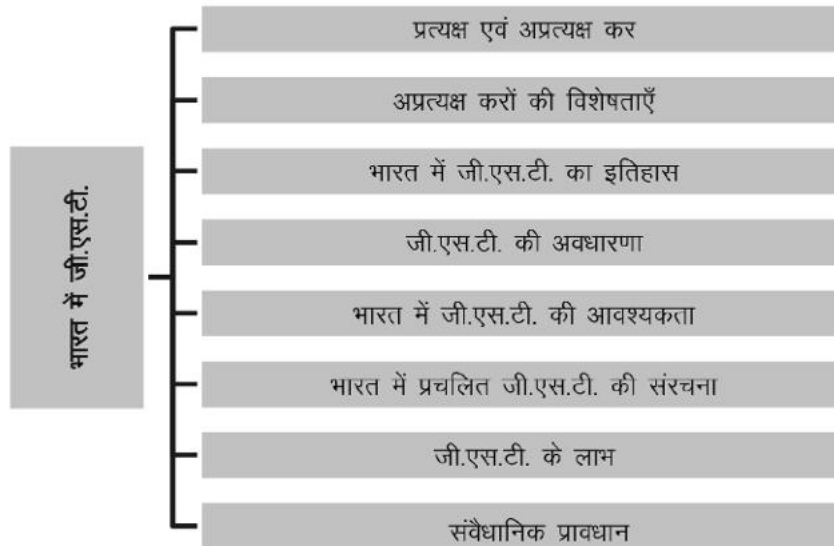 भारत में जी.एस.टी.
प्रत्यक्ष एवं अप्रत्यक्ष कर
अप्रत्यक्ष करों की विशेषताएँ
भारत में जी.एस.टी. का इतिहास
जी.एस.टी. की अवधारणा
भारत में जी.एस.टी. की आवश्यकता
भारत में प्रचलित जी.एस.टी. की संरचना
जी.एस.टी. के लाभ
संवैधानिक प्रावधान